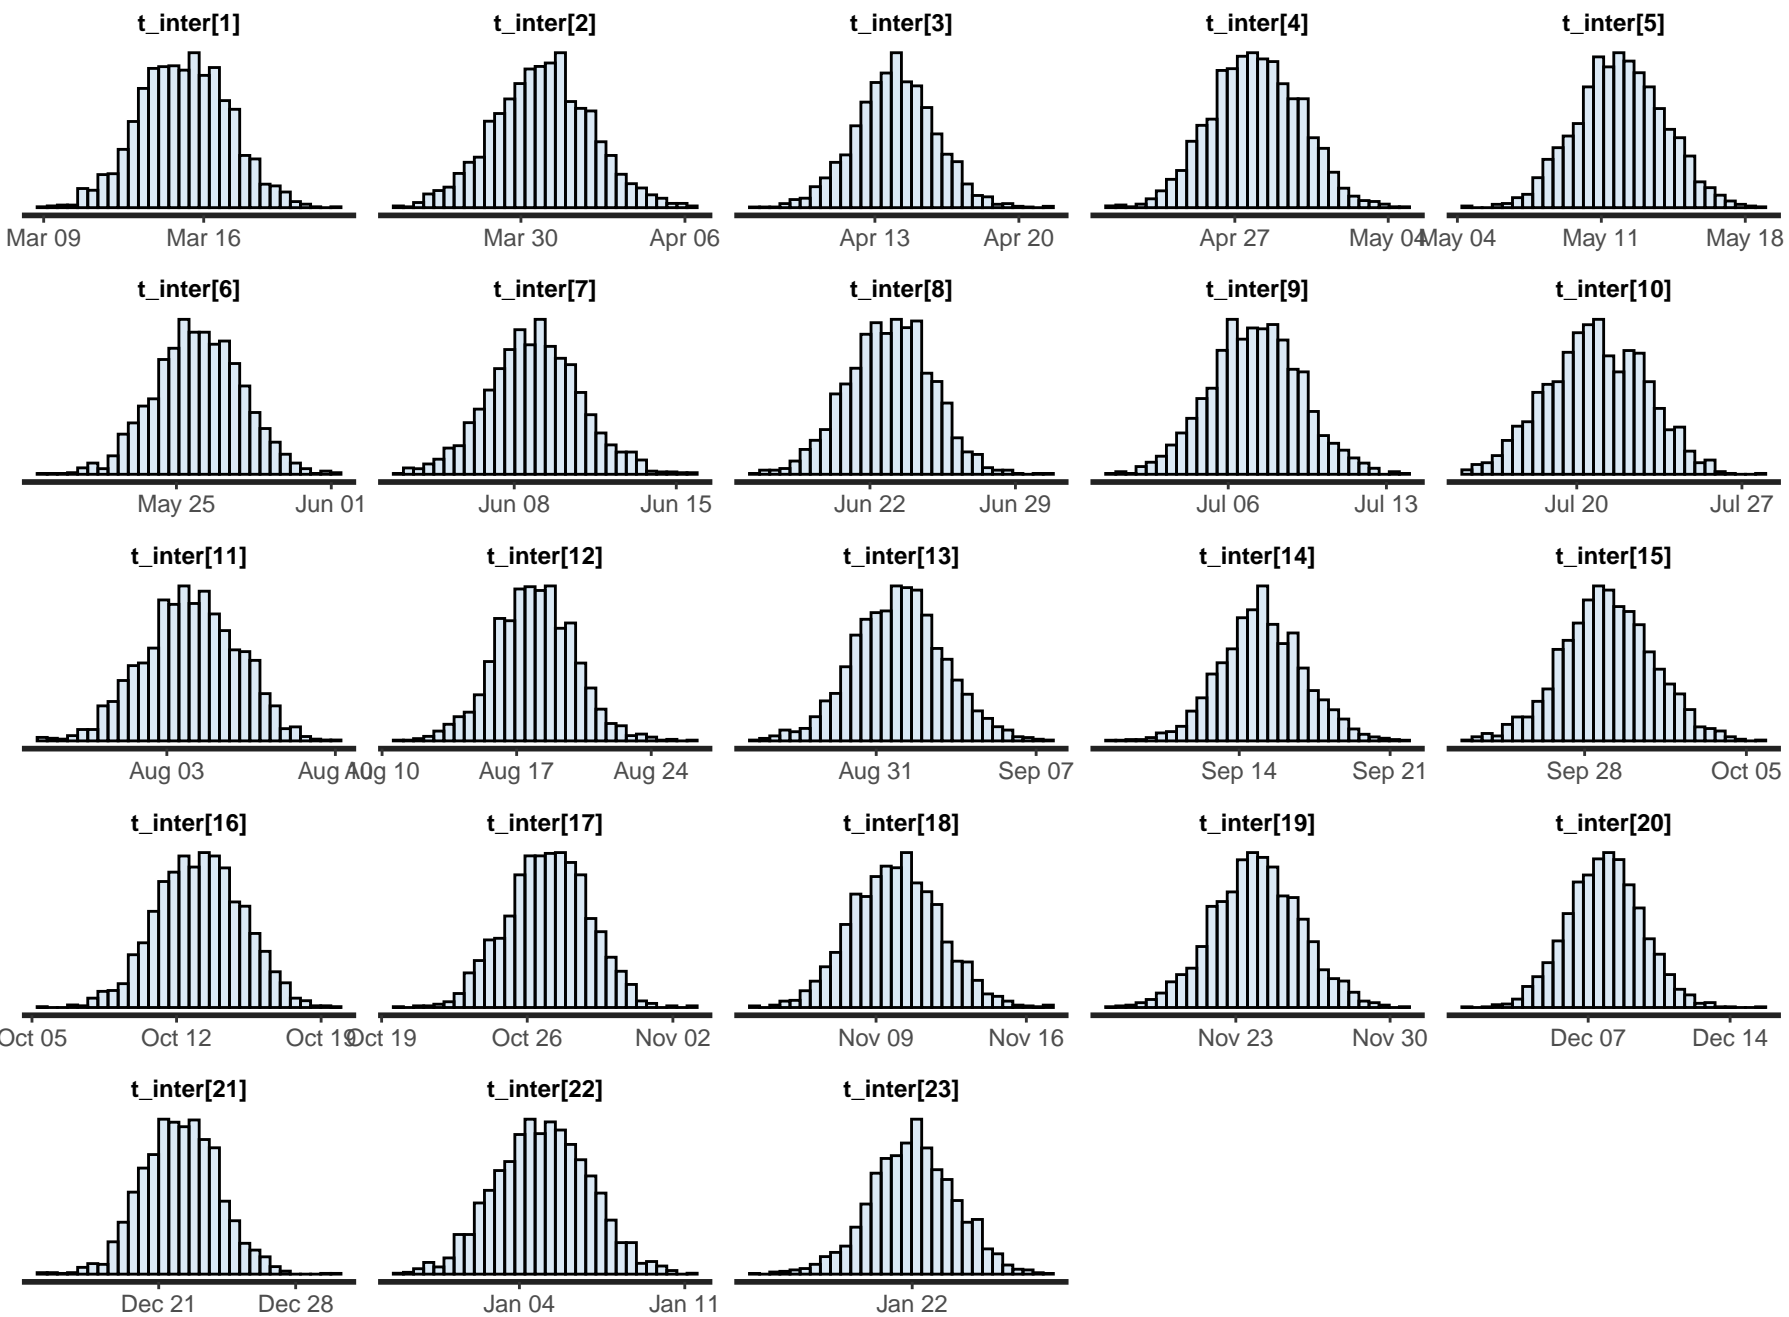 t_inter[1] t_inter[2] t_inter[3] t_inter[4] t_inter[5]
Mar 09 Mar 16 Mar 30 Apr 06 Apr 13 Apr 20 Apr 27 May 04 May 04 May 11 May 18
t_inter[6] t_inter[7] t_inter[8] t_inter[9] t_inter[10]
May 25 Jun 01 Jun 08 Jun 15 Jun 22 Jun 29 Jul 06 Jul 13 Jul 20 Jul 27
t_inter[11] t_inter[12] t_inter[13] t_inter[14] t_inter[15]
Aug 03 Aug 10 Aug 10 Aug 17 Aug 24 Aug 31 Sep 07 Sep 14 Sep 21 Sep 28 Oct 05
t_inter[16] t_inter[17] t_inter[18] t_inter[19] t_inter[20]
Oct 05 Oct 12 Oct 19 Oct 19 Oct 26 Nov 02 Nov 09 Nov 16 Nov 23 Nov 30 Dec 07 Dec 14
t_inter[21] t_inter[22] t_inter[23]
Dec 21 Dec 28 Jan 04 Jan 11 Jan 22